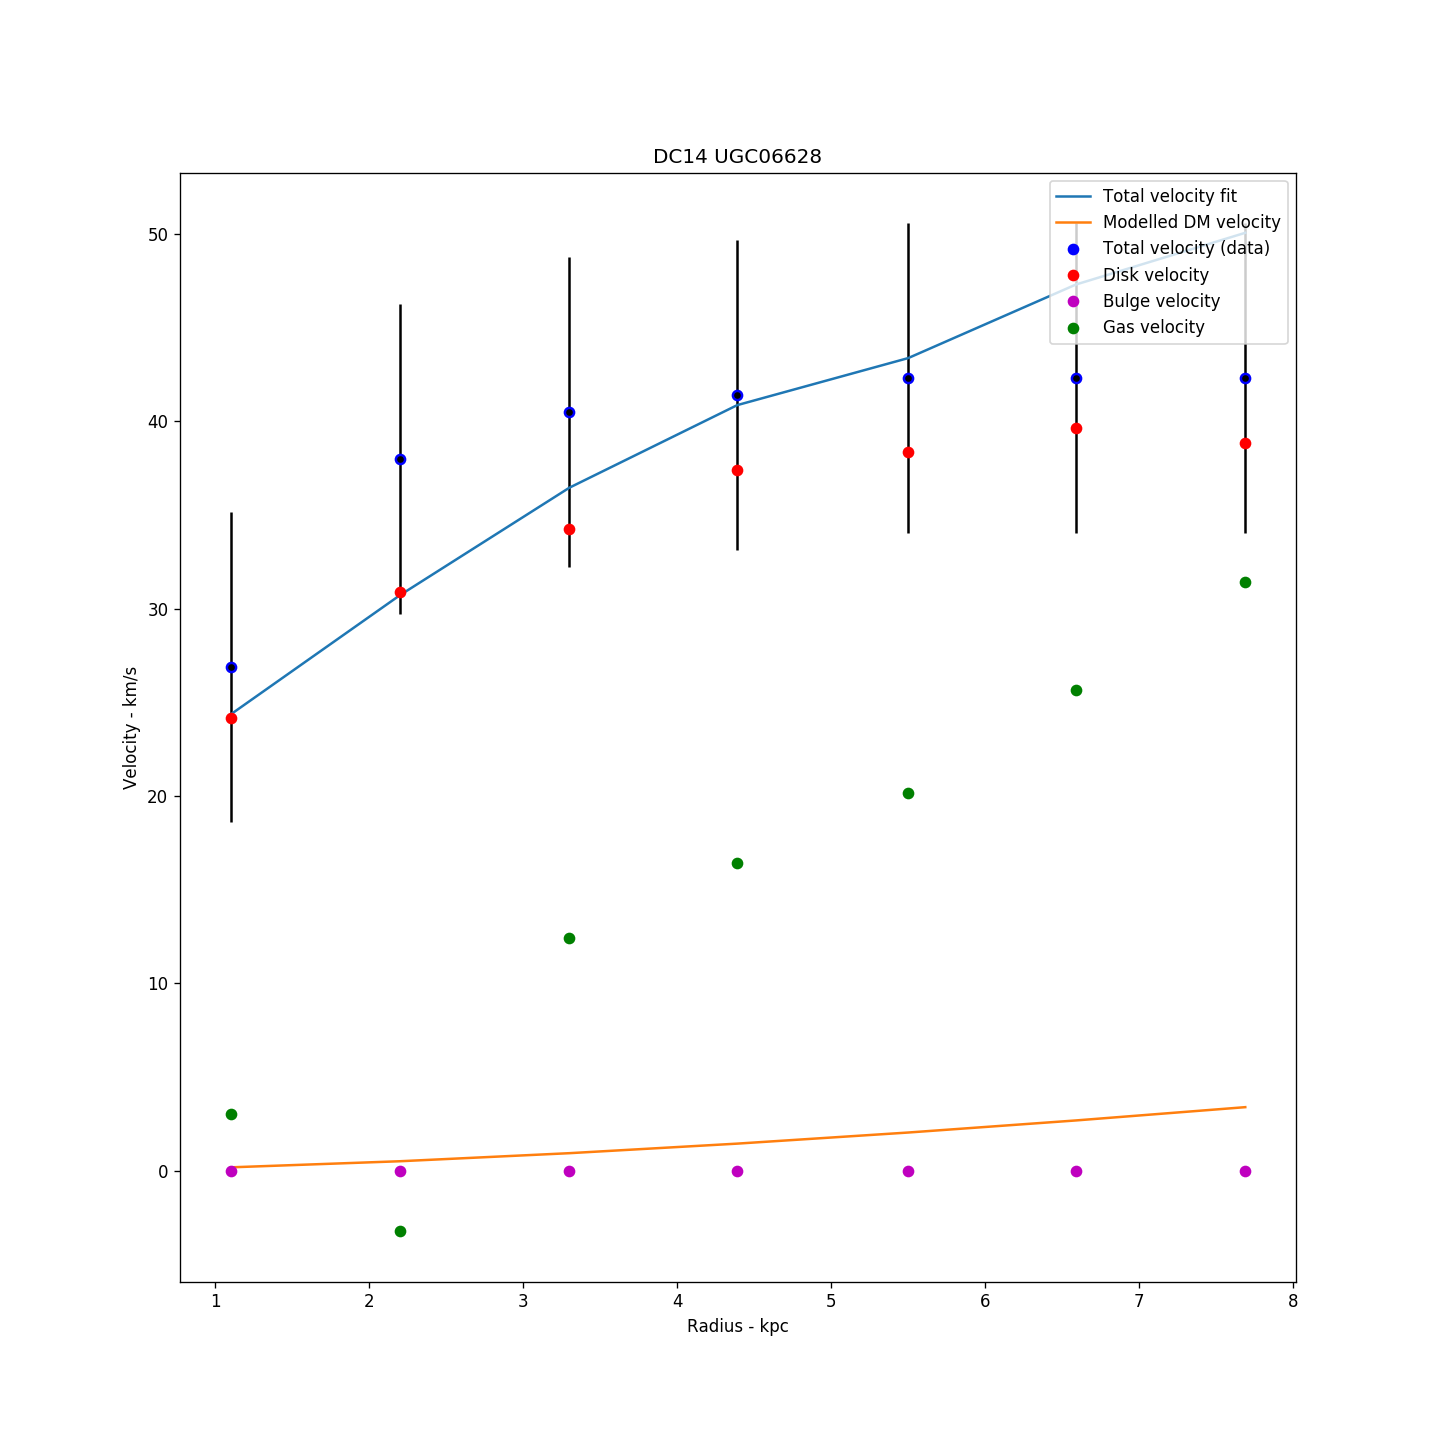 DC14 UGC06628
Total velocity fit
Modelled DM velocity
Total velocity (data)
Disk velocity
Bulge velocity
Gas velocity
50
40
30
20
10
0
Velocity - km/s
1 2 3 4 5 6 7 8
Radius - kpc